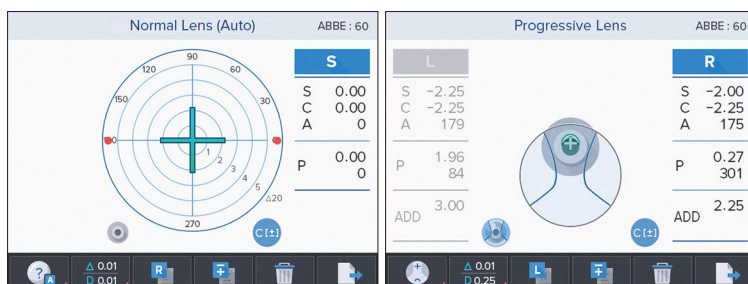 Normal Lens (Auto) ABBE : 60
S
90
120 60
150 30
S 0.00
C 0.00
A 0
1
2
3
4
5
△20
P 0.00
0
270
C[±]
?
A
△ 0.01
D 0.01
R
Progressive Lens ABBE : 60
L R
S -2.25
C -2.25
A 179
P 1.96
84
ADD 3.00
S -2.00
C -2.25
A 175
P 0.27
301
ADD 2.25
C[±]
△ 0.01
D 0.25
L